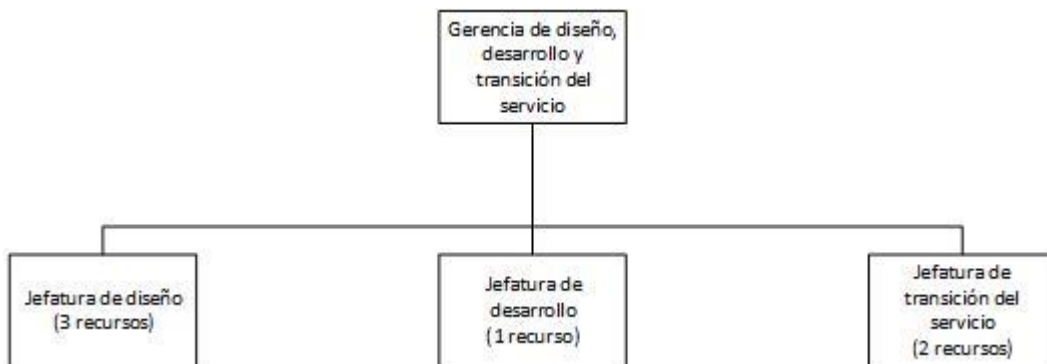 Gerencia de diseño,
desarrollo y
transición del
servicio
Jefatura de diseño
(3 recursos)
Jefatura de
desarrollo
(1 recurso)
Jefatura de
transición del
servicio
(2 recursos)